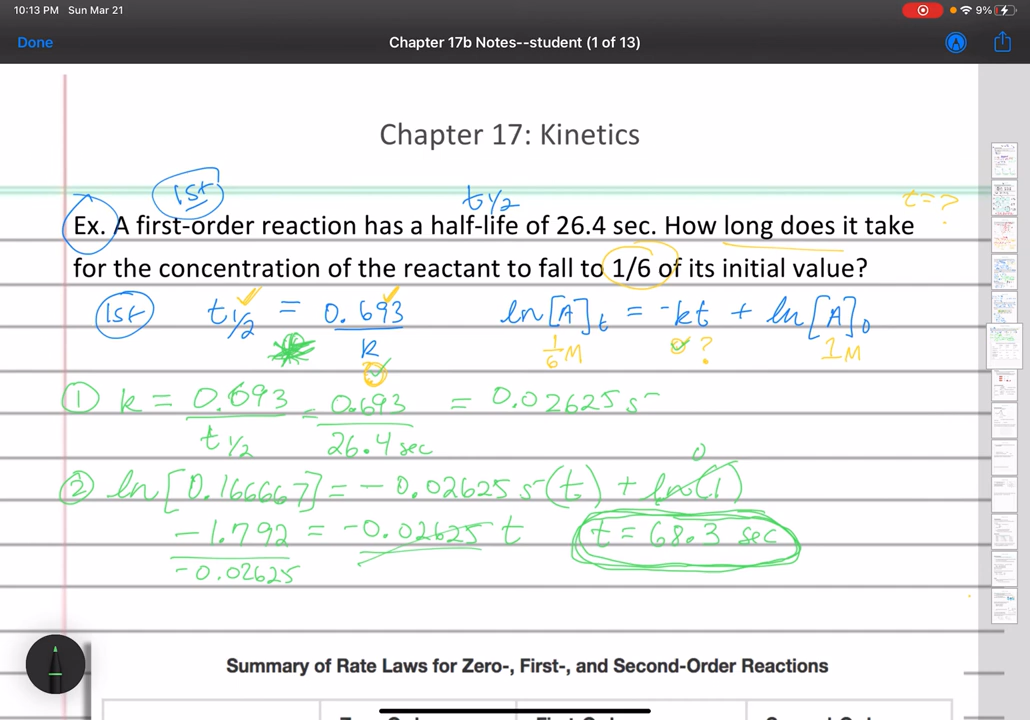 10:13 PM Sun Mar 21
9%
Done
Chapter 17b Notes--student (1 of 13)
Chapter 17: Kinetics
1st
t 1/2
t = ?
Ex. A first-order reaction has a half-life of 26.4 sec. How long does it take
for the concentration of the reactant to fall to 1/6 of its initial value?
1st t 1/2 = 0.693 / k ln[A]t = -kt + ln[A]0
1/6 M ? 1M
① k = 0.693 / t 1/2 = 0.693 / 26.4 sec = 0.02625 s⁻
0
② ln[0.166667] = -0.02625 s⁻(t) + ln(1)
-1.792 / -0.02625 = -0.02625 t t = 68.3 sec
Summary of Rate Laws for Zero-, First-, and Second-Order Reactions